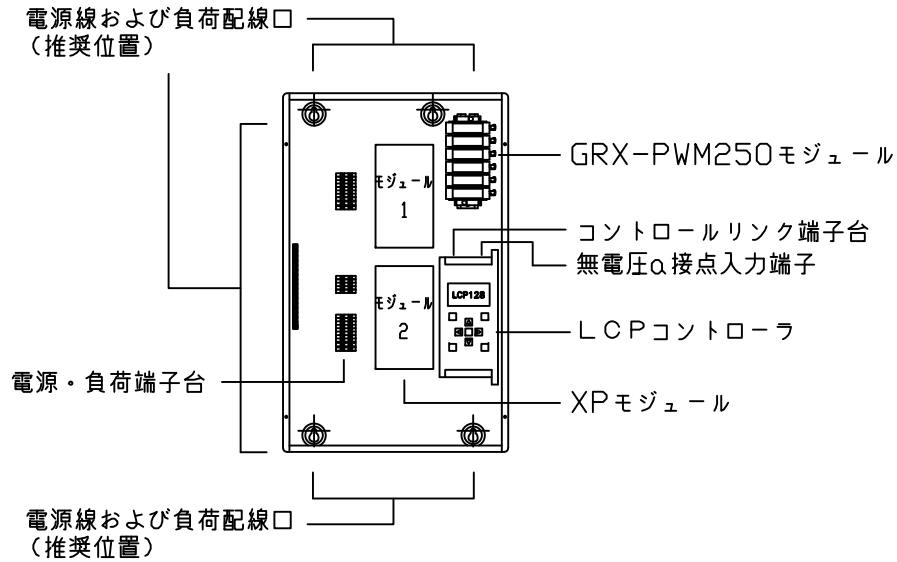 電源線および負荷配線口
（推奨位置）
GRX-PWM250モジュール
モジュール
1
コントロールリンク端子台
無電圧a接点入力端子
LCP128
モジュール
2
LCPコントローラ
電源・負荷端子台
XPモジュール
電源線および負荷配線口
（推奨位置）